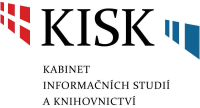 KISK
KABINET
INFORMAČNÍCH STUDIÍ
A KNIHOVNICTVÍ